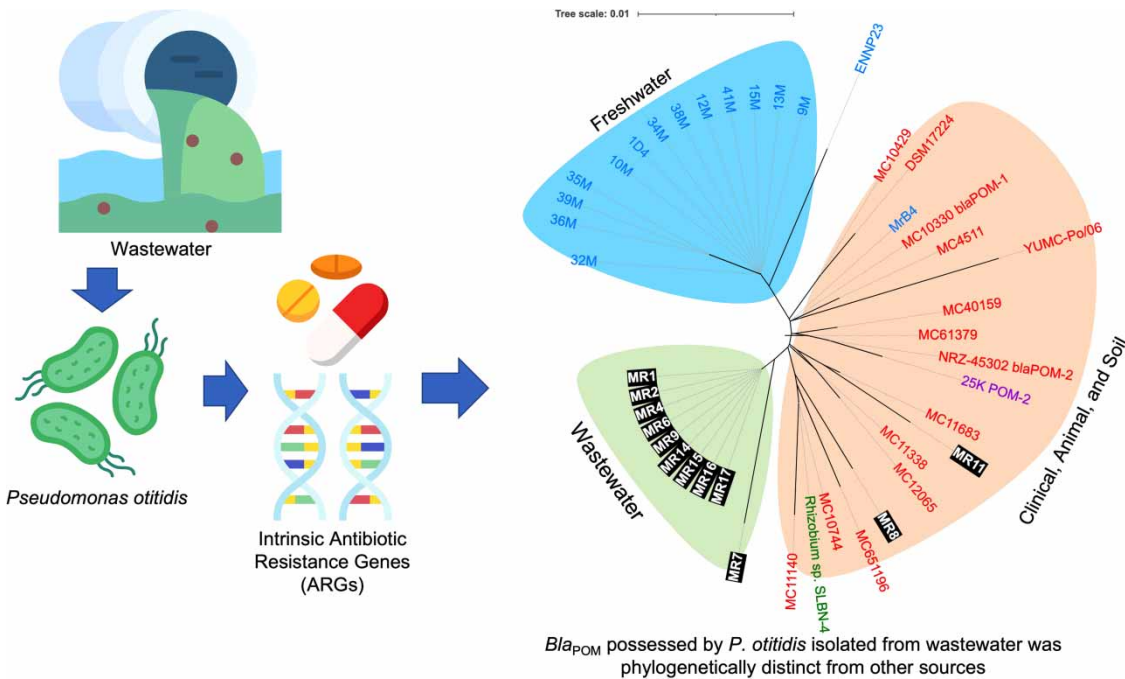 Wastewater
Pseudomonas otitidis
Intrinsic Antibiotic
Resistance Genes
(ARGs)
Tree scale: 0.01
Freshwater
32M
36M
39M
35M
10M
1D4
34M
38M
12M
41M
15M
13M
9M
ENNP23
Clinical, Animal, and Soil
MC10429
DSM17224
MrB4
MC10330 blaPOM-1
MC4511
YUMC-Po/06
MC40159
MC61379
NRZ-45302 blaPOM-2
25K POM-2
MC11683
MR11
MC11338
MC12065
MR8
MC651196
MC10744
Rhizobium sp. SLBN-4
MC11140
Wastewater
MR1
MR2
MR4
MR6
MR9
MR14
MR15
MR16
MR17
MR7
BlaPOM possessed by P. otitidis isolated from wastewater was
phylogenetically distinct from other sources